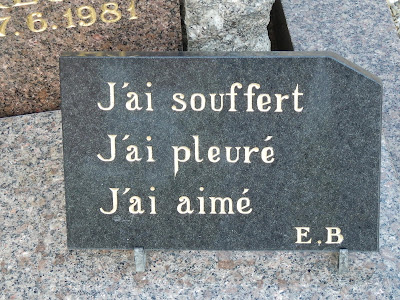 7.6.1981
J'ai souffert
J'ai pleuré
J'ai aimé
E.B